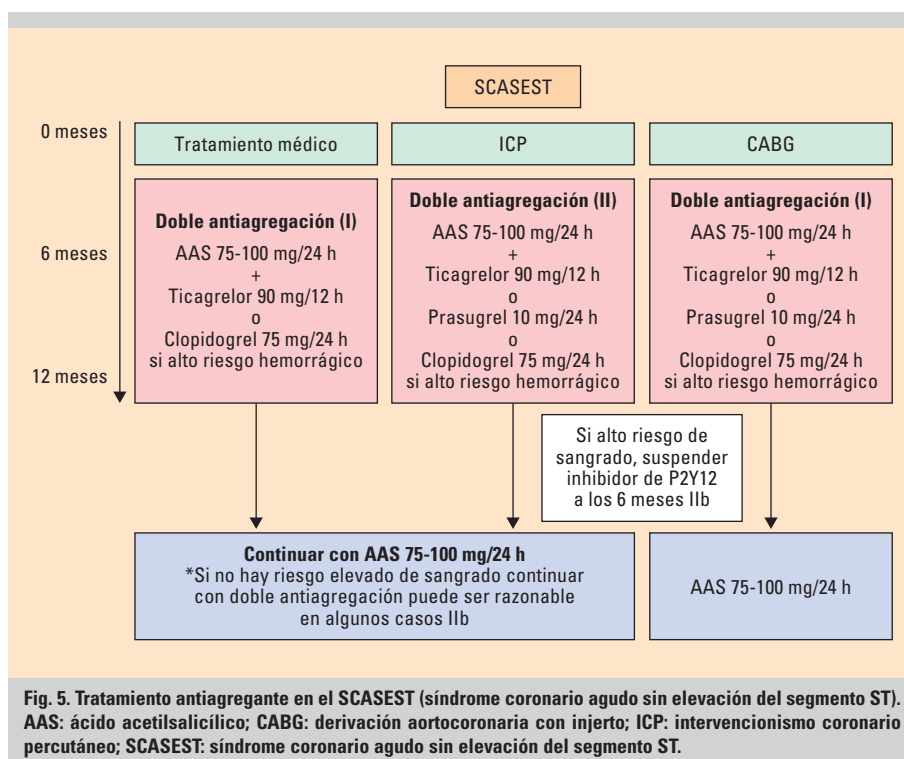 SCASEST
0 meses
Tratamiento médico
ICP
CABG
6 meses
12 meses
Doble antiagregación (I)
AAS 75-100 mg/24 h
+
Ticagrelor 90 mg/12 h
o
Clopidogrel 75 mg/24 h
si alto riesgo hemorrágico
Doble antiagregación (II)
AAS 75-100 mg/24 h
+
Ticagrelor 90 mg/12 h
o
Prasugrel 10 mg/24 h
o
Clopidogrel 75 mg/24 h
si alto riesgo hemorrágico
Doble antiagregación (I)
AAS 75-100 mg/24 h
+
Ticagrelor 90 mg/12 h
o
Prasugrel 10 mg/24 h
o
Clopidogrel 75 mg/24 h
si alto riesgo hemorrágico
Si alto riesgo de
sangrado, suspender
inhibidor de P2Y12
a los 6 meses IIb
Continuar con AAS 75-100 mg/24 h
*Si no hay riesgo elevado de sangrado continuar
con doble antiagregación puede ser razonable
en algunos casos IIb
AAS 75-100 mg/24 h
Fig. 5. Tratamiento antiagregante en el SCASEST (síndrome coronario agudo sin elevación del segmento ST).
AAS: ácido acetilsalicílico; CABG: derivación aortocoronaria con injerto; ICP: intervencionismo coronario
percutáneo; SCASEST: síndrome coronario agudo sin elevación del segmento ST.